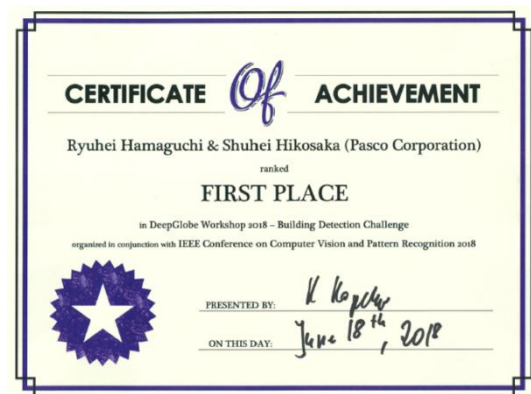 CERTIFICATE Of ACHIEVEMENT
Ryuhei Hamaguchi & Shuhei Hikosaka (Pasco Corporation)
ranked
FIRST PLACE
in DeepGlobe Workshop 2018 – Building Detection Challenge
organized in conjunction with IEEE Conference on Computer Vision and Pattern Recognition 2018
PRESENTED BY:
ON THIS DAY: June 18th, 2018